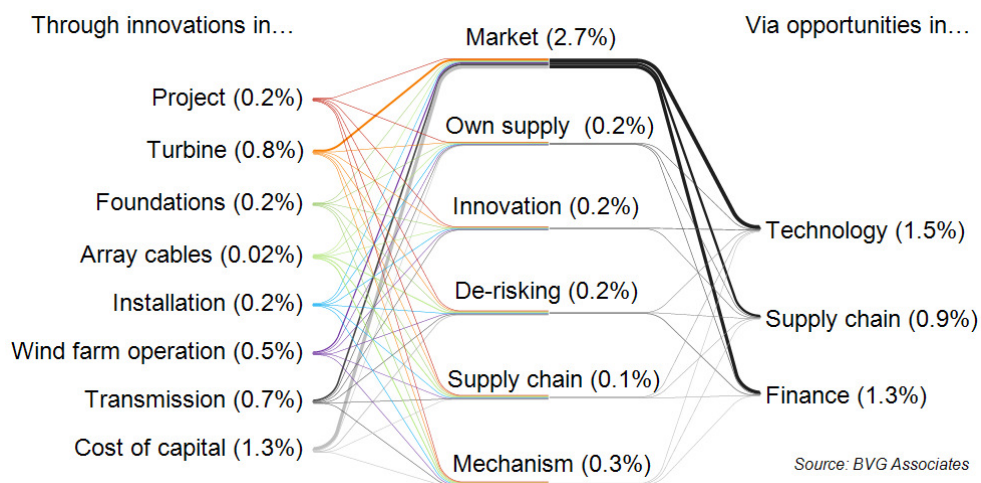 Through innovations in…
Project (0.2%)
Turbine (0.8%)
Foundations (0.2%)
Array cables (0.02%)
Installation (0.2%)
Wind farm operation (0.5%)
Transmission (0.7%)
Cost of capital (1.3%)
Market (2.7%)
Own supply (0.2%)
Innovation (0.2%)
De-risking (0.2%)
Supply chain (0.1%)
Mechanism (0.3%)
Via opportunities in…
Technology (1.5%)
Supply chain (0.9%)
Finance (1.3%)
Source: BVG Associates